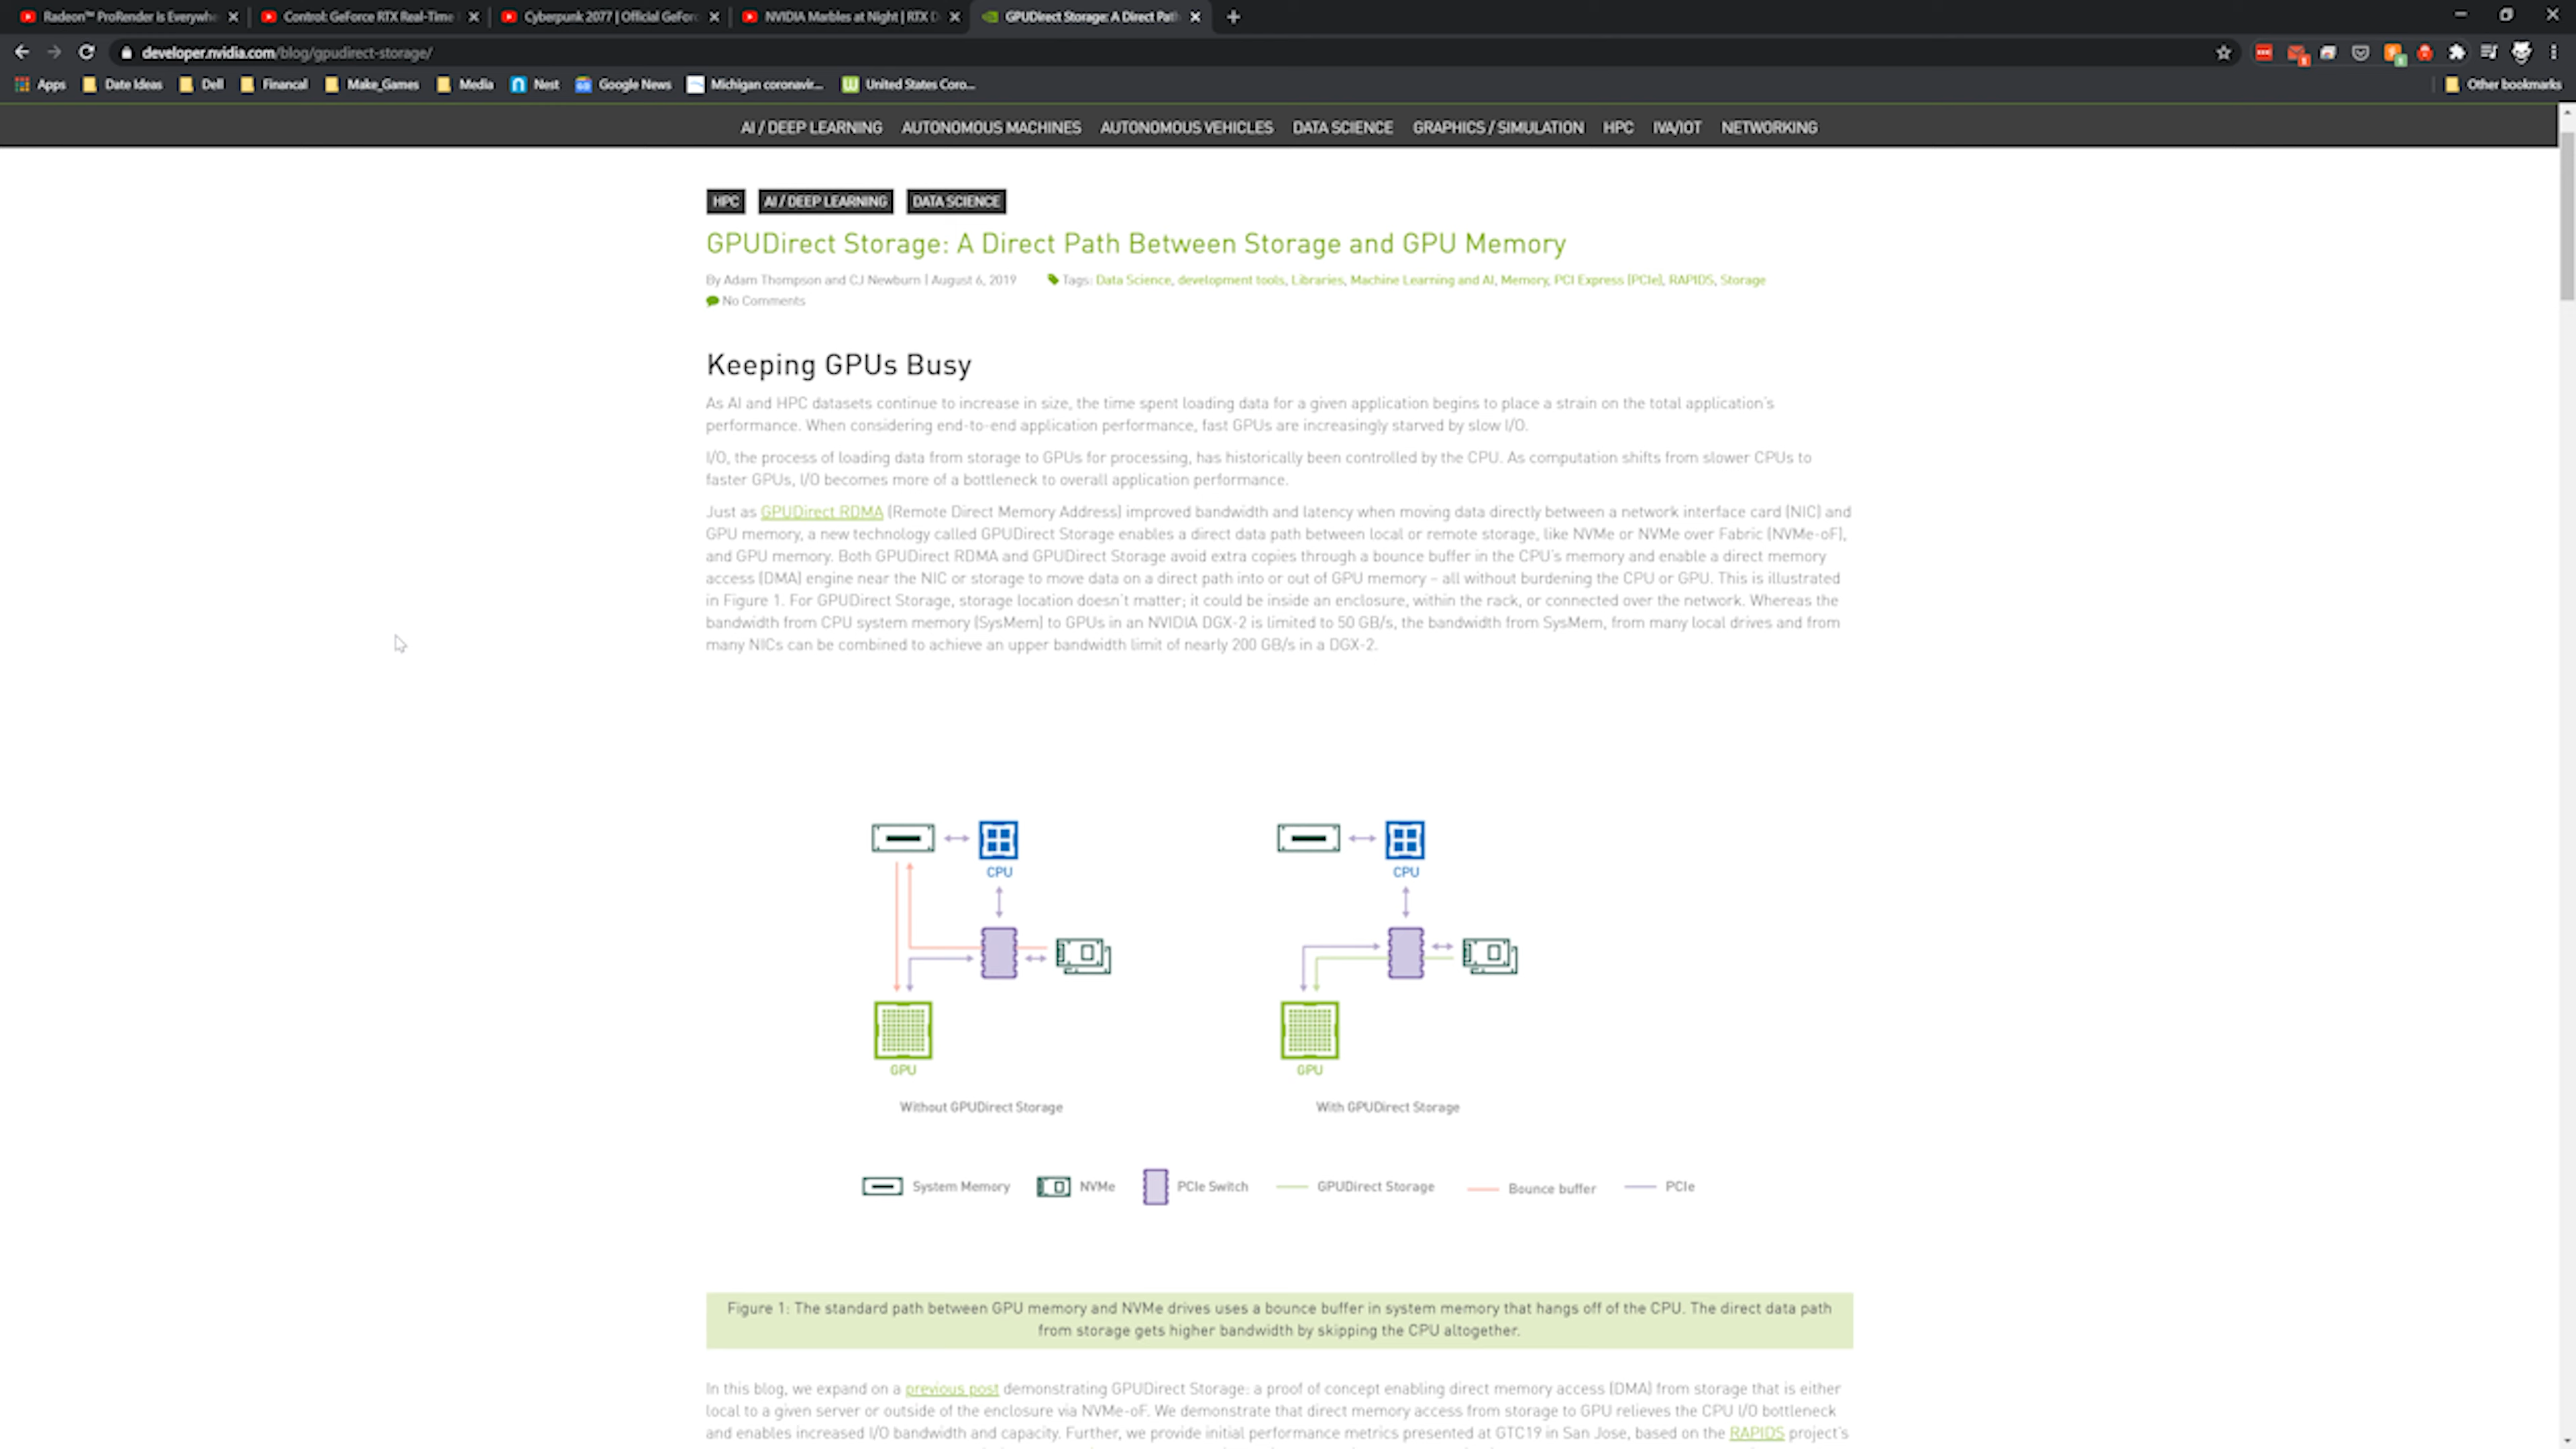 Radeon™ ProRender is Everywhe
Control: GeForce RTX Real-Time
Cyberpunk 2077 | Official GeFor
NVIDIA Marbles at Night | RTX D
GPUDirect Storage: A Direct Pat
developer.nvidia.com/blog/gpudirect-storage/
Apps Date Ideas Dell Financal Make_Games Media Nest Google News Michigan coronavir... United States Coro... Other bookmarks
AI / DEEP LEARNING AUTONOMOUS MACHINES AUTONOMOUS VEHICLES DATA SCIENCE GRAPHICS / SIMULATION HPC IVA/IOT NETWORKING
HPC AI / DEEP LEARNING DATA SCIENCE
GPUDirect Storage: A Direct Path Between Storage and GPU Memory
By Adam Thompson and CJ Newburn | August 6, 2019 Tags: Data Science, development tools, Libraries, Machine Learning and AI, Memory, PCI Express (PCIe), RAPIDS, Storage
No Comments
Keeping GPUs Busy
As AI and HPC datasets continue to increase in size, the time spent loading data for a given application begins to place a strain on the total application's
performance. When considering end-to-end application performance, fast GPUs are increasingly starved by slow I/O.
I/O, the process of loading data from storage to GPUs for processing, has historically been controlled by the CPU. As computation shifts from slower CPUs to
faster GPUs, I/O becomes more of a bottleneck to overall application performance.
Just as GPUDirect RDMA (Remote Direct Memory Address) improved bandwidth and latency when moving data directly between a network interface card (NIC) and
GPU memory, a new technology called GPUDirect Storage enables a direct data path between local or remote storage, like NVMe or NVMe over Fabric (NVMe-oF),
and GPU memory. Both GPUDirect RDMA and GPUDirect Storage avoid extra copies through a bounce buffer in the CPU's memory and enable a direct memory
access (DMA) engine near the NIC or storage to move data on a direct path into or out of GPU memory – all without burdening the CPU or GPU. This is illustrated
in Figure 1. For GPUDirect Storage, storage location doesn't matter; it could be inside an enclosure, within the rack, or connected over the network. Whereas the
bandwidth from CPU system memory (SysMem) to GPUs in an NVIDIA DGX-2 is limited to 50 GB/s, the bandwidth from SysMem, from many local drives and from
many NICs can be combined to achieve an upper bandwidth limit of nearly 200 GB/s in a DGX-2.
CPU CPU
GPU GPU
Without GPUDirect Storage With GPUDirect Storage
System Memory NVMe PCIe Switch GPUDirect Storage Bounce buffer PCIe
Figure 1: The standard path between GPU memory and NVMe drives uses a bounce buffer in system memory that hangs off of the CPU. The direct data path
from storage gets higher bandwidth by skipping the CPU altogether.
In this blog, we expand on a previous post demonstrating GPUDirect Storage: a proof of concept enabling direct memory access (DMA) from storage that is either
local to a given server or outside of the enclosure via NVMe-oF. We demonstrate that direct memory access from storage to GPU relieves the CPU I/O bottleneck
and enables increased I/O bandwidth and capacity. Further, we provide initial performance metrics presented at GTC19 in San Jose, based on the RAPIDS project's